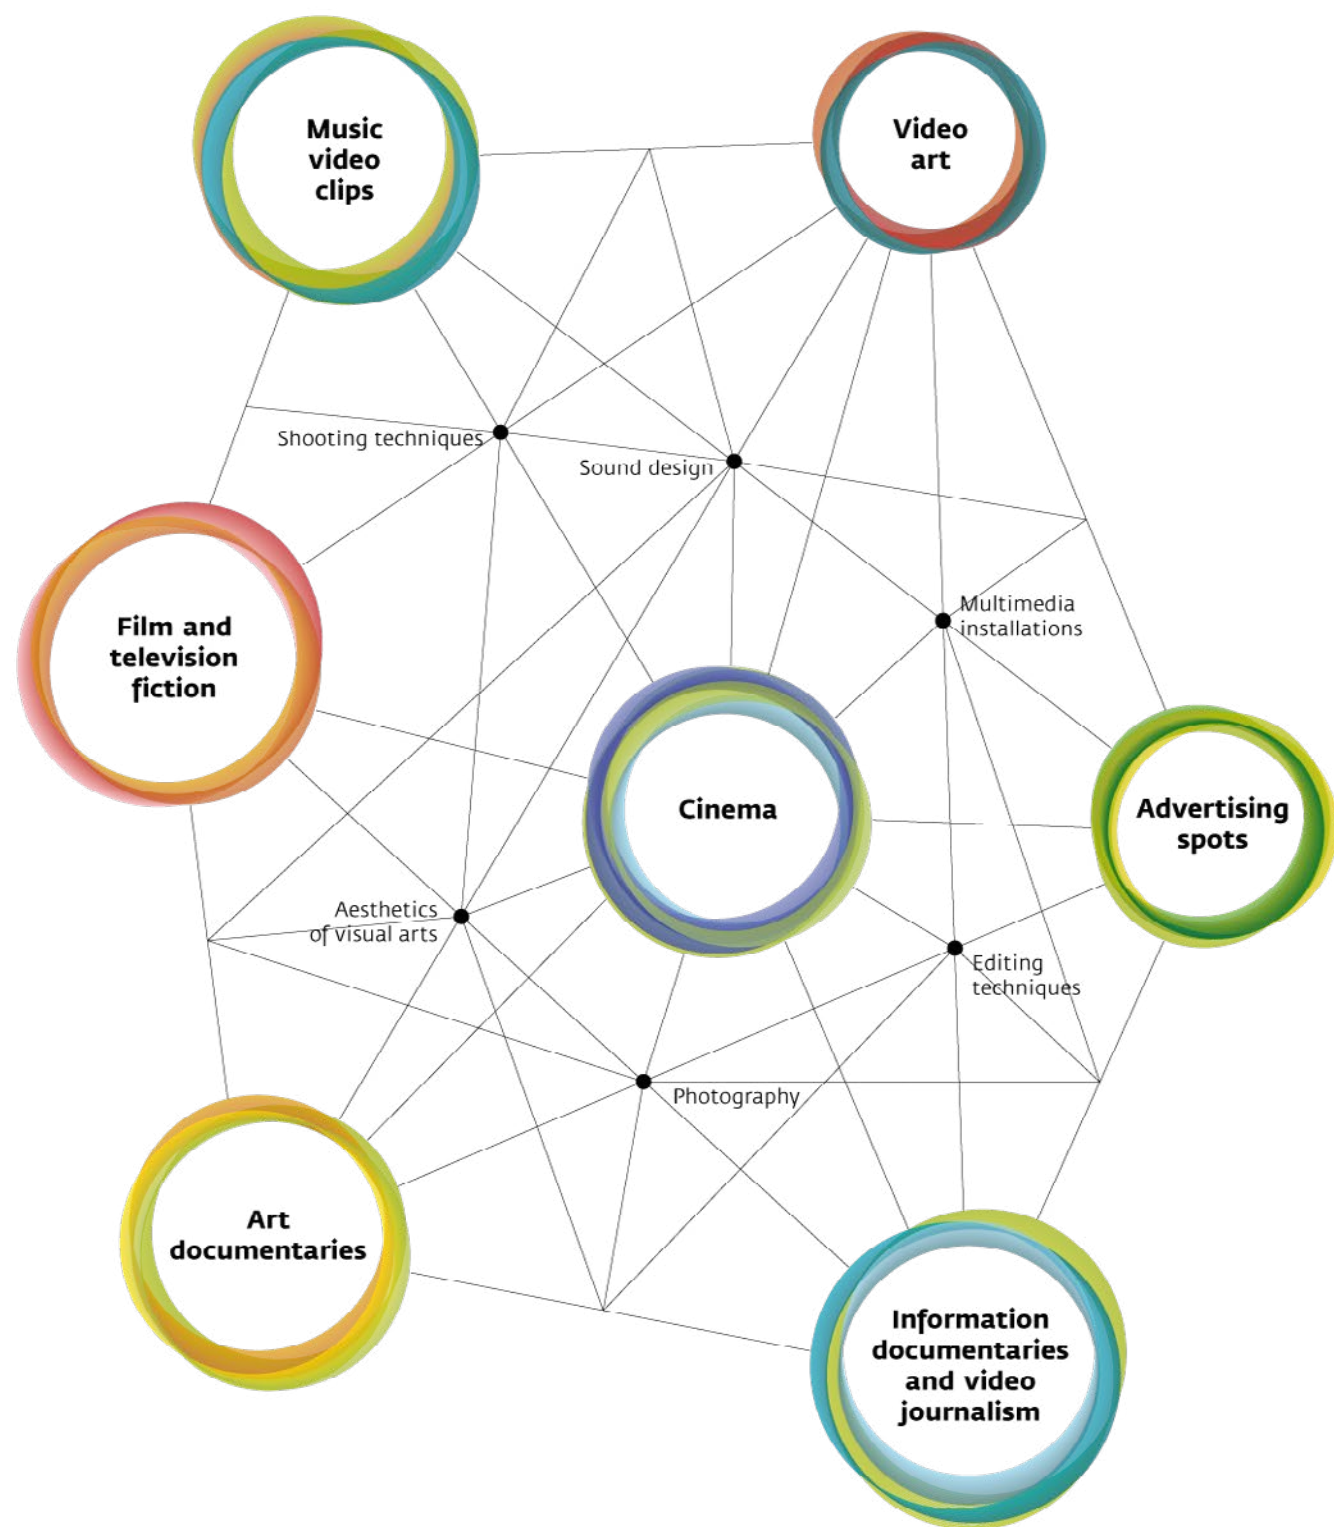 Music
video
clips
Video
art
Shooting techniques
Sound design
Multimedia
installations
Film and
television
fiction
Cinema
Advertising
spots
Aesthetics
of visual arts
Editing
techniques
Photography
Art
documentaries
Information
documentaries
and video
journalism